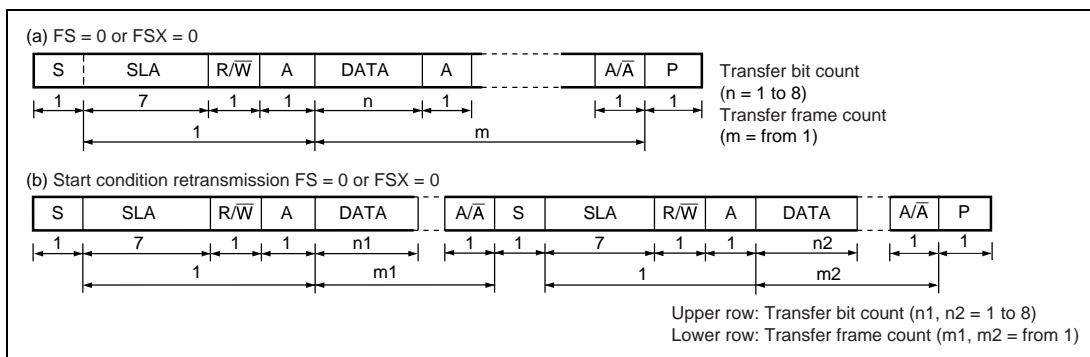 (a) FS = 0 or FSX = 0
S SLA R/W̅ A DATA A A/A̅ P
1 7 1 1 n 1 1 1
1 m
Transfer bit count
(n = 1 to 8)
Transfer frame count
(m = from 1)
(b) Start condition retransmission FS = 0 or FSX = 0
S SLA R/W̅ A DATA A/A̅ S SLA R/W̅ A DATA A/A̅ P
1 7 1 1 n1 1 1 7 1 1 n2 1 1
1 m1 1 m2
Upper row: Transfer bit count (n1, n2 = 1 to 8)
Lower row: Transfer frame count (m1, m2 = from 1)